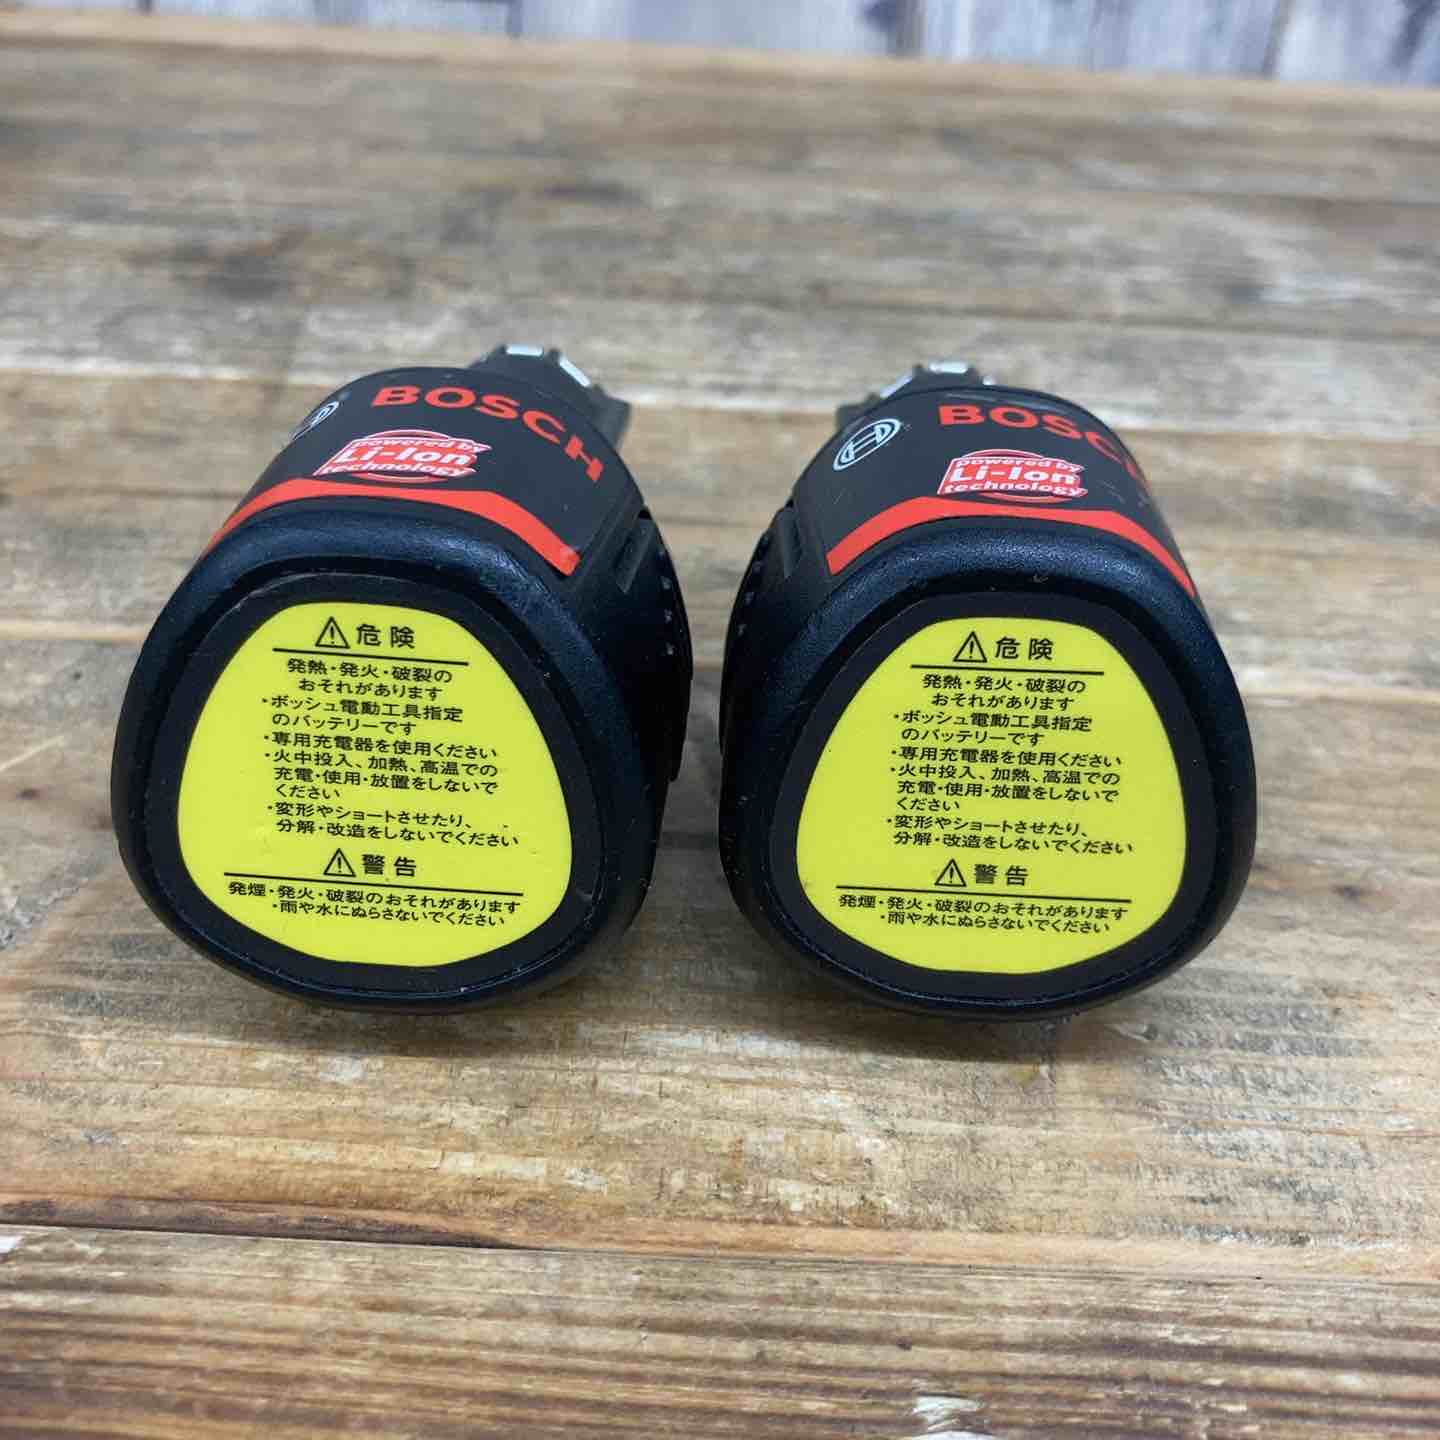 BOSCH
powered by
Li-Ion
technology
⚠危険
発熱・発火・破裂の
おそれがあります
・ボッシュ電動工具指定
のバッテリーです
・専用充電器を使用ください
・火中投入、加熱、高温での
充電・使用・放置をしないで
ください
・変形やショートさせたり、
分解・改造をしないでください
⚠警告
発煙・発火・破裂のおそれがあります
・雨や水にぬらさないでください
BOSC
powered by
Li-Ion
technology
⚠危険
発熱・発火・破裂の
おそれがあります
・ボッシュ電動工具指定
のバッテリーです
・専用充電器を使用ください
・火中投入、加熱、高温での
充電・使用・放置をしないで
ください
・変形やショートさせたり、
分解・改造をしないでください
⚠警告
発煙・発火・破裂のおそれがあります
・雨や水にぬらさないでください